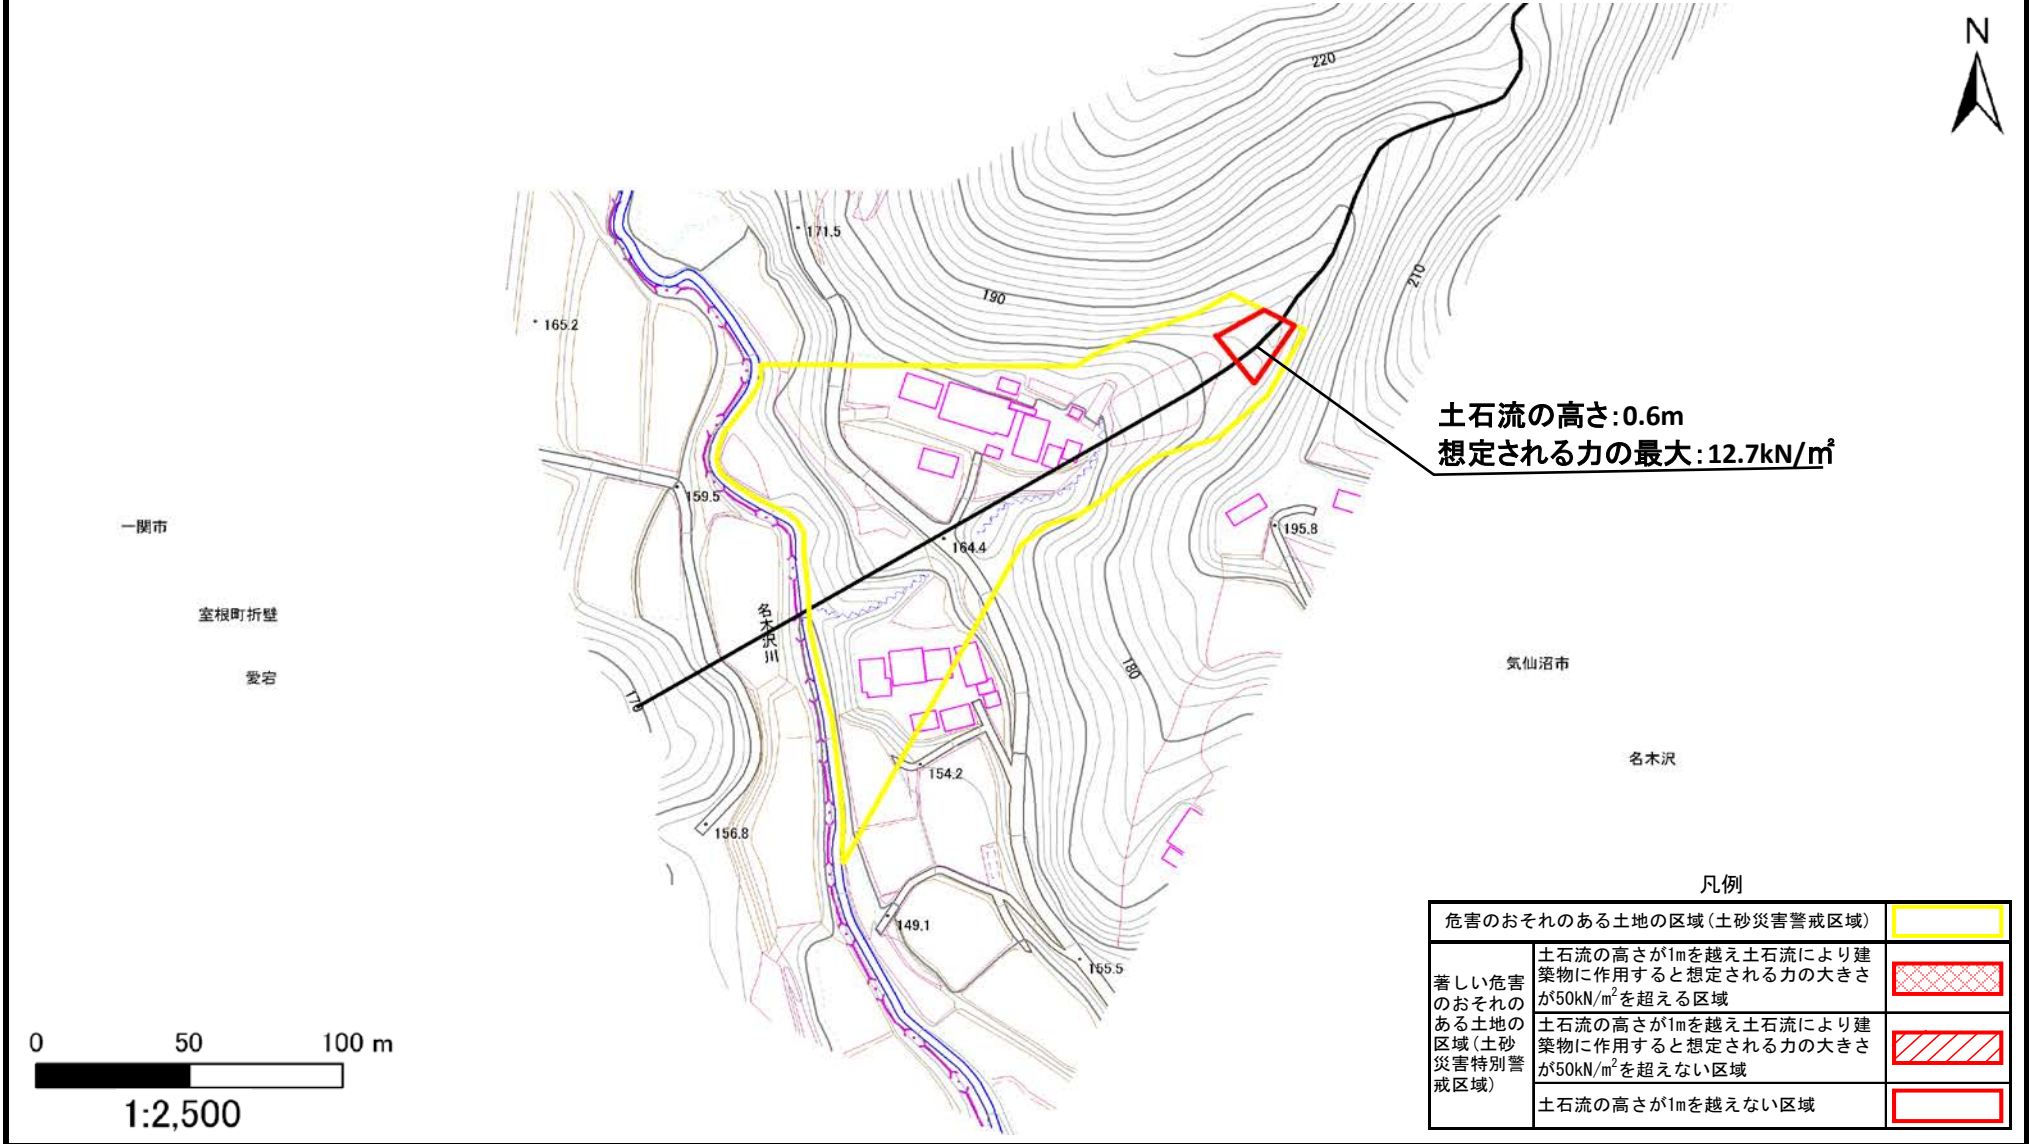 N
220
171.5
210
190
165.2
土石流の高さ:0.6m
想定される力の最大:12.7kN/㎡
159.5
一関市
195.8
164.4
室根町折壁
名木沢川
気仙沼市
愛宕
180
170
名木沢
154.2
156.8
凡例
149.1
危害のおそれのある土地の区域(土砂災害警戒区域)
155.5
著しい危害
のおそれの
ある土地の
区域(土砂
災害特別警
戒区域)
土石流の高さが1mを越え土石流により建
築物に作用すると想定される力の大きさ
が50kN/m²を超える区域
土石流の高さが1mを越え土石流により建
築物に作用すると想定される力の大きさ
が50kN/m²を超えない区域
土石流の高さが1mを越えない区域
0 50 100 m
1:2,500